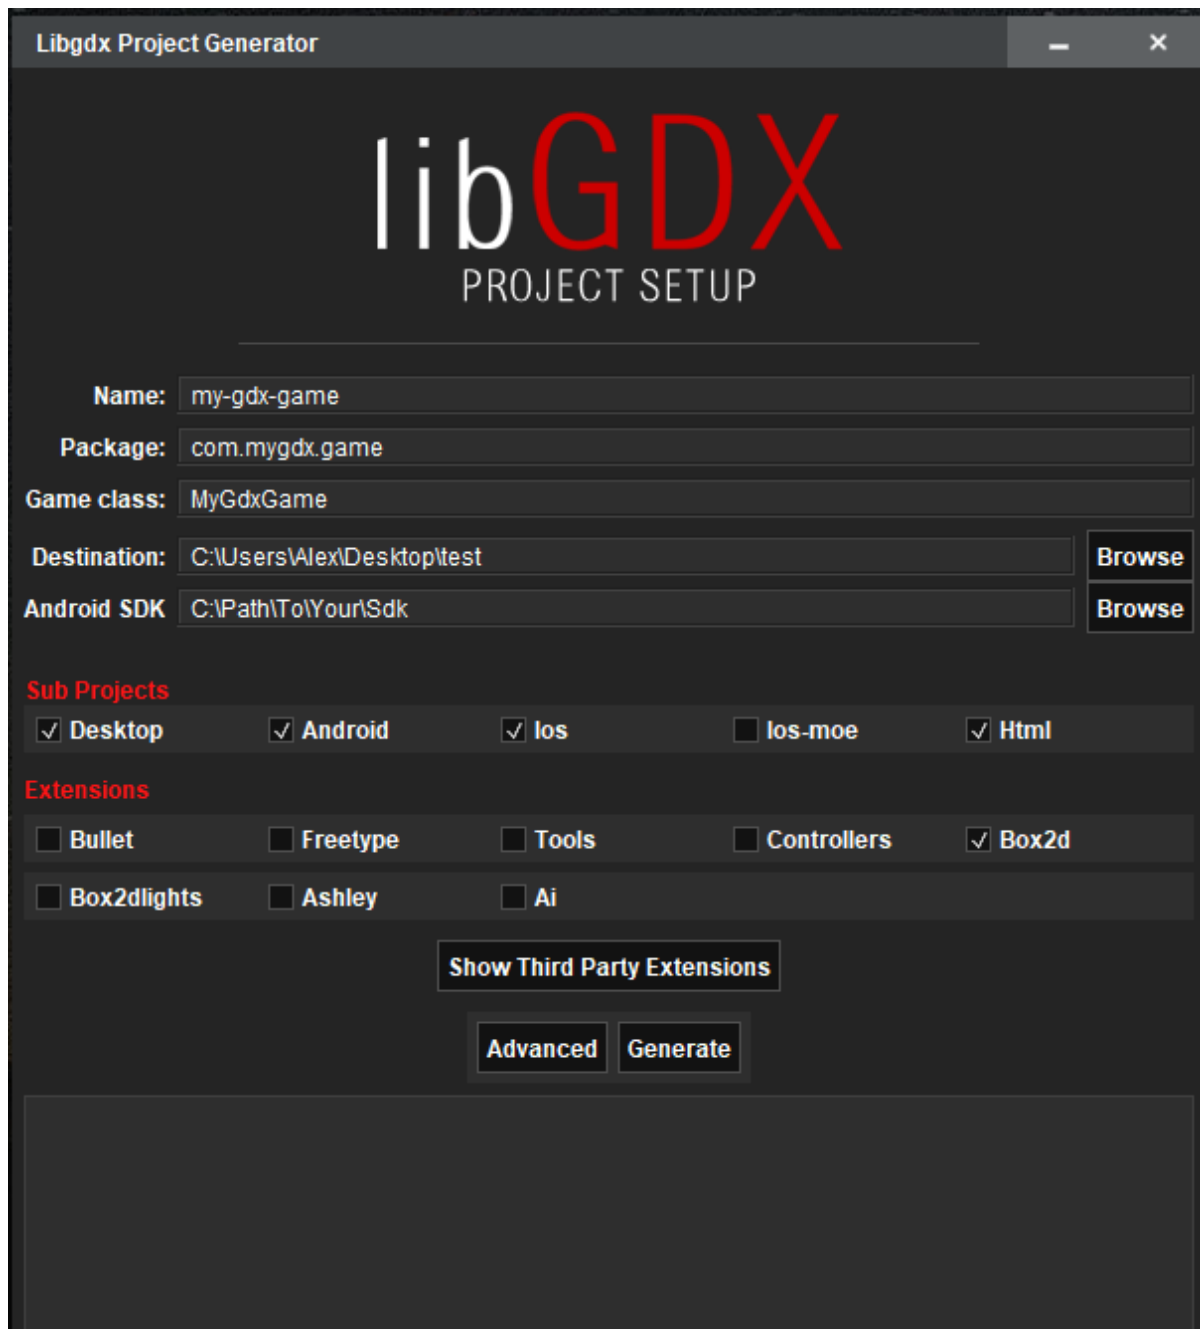 Libgdx Project Generator
libGDX
PROJECT SETUP
Name: my-gdx-game
Package: com.mygdx.game
Game class: MyGdxGame
Destination: C:\Users\Alex\Desktop\test Browse
Android SDK C:\Path\To\Your\Sdk Browse
Sub Projects
Desktop Android Ios Ios-moe Html
Extensions
Bullet Freetype Tools Controllers Box2d
Box2dlights Ashley Ai
Show Third Party Extensions
Advanced Generate